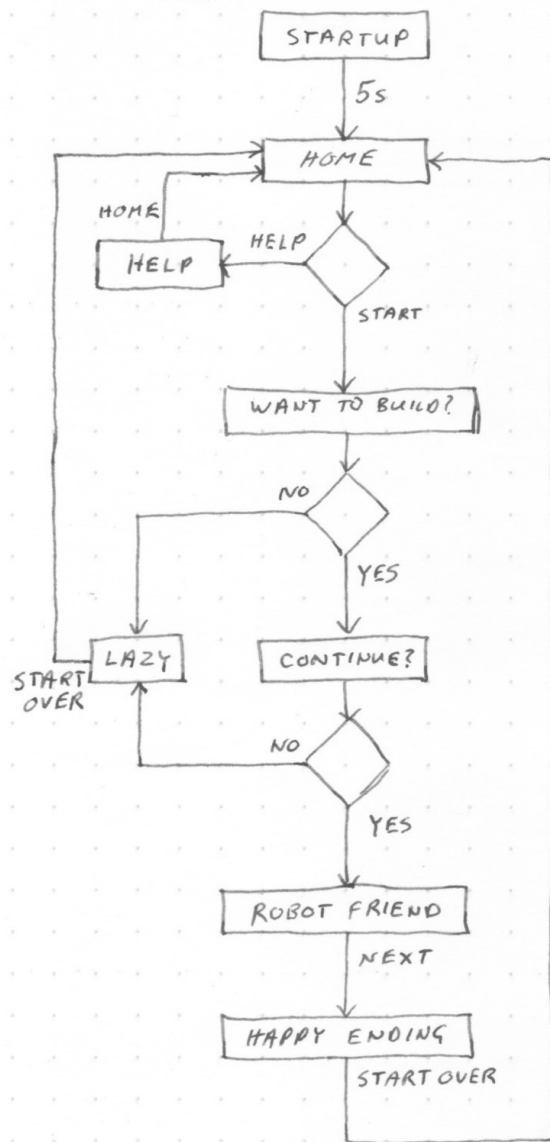 STARTUP
5s
HOME
HOME
HELP
HELP
START
WANT TO BUILD?
NO
YES
LAZY
CONTINUE?
START
OVER
NO
YES
ROBOT FRIEND
NEXT
HAPPY ENDING
START OVER